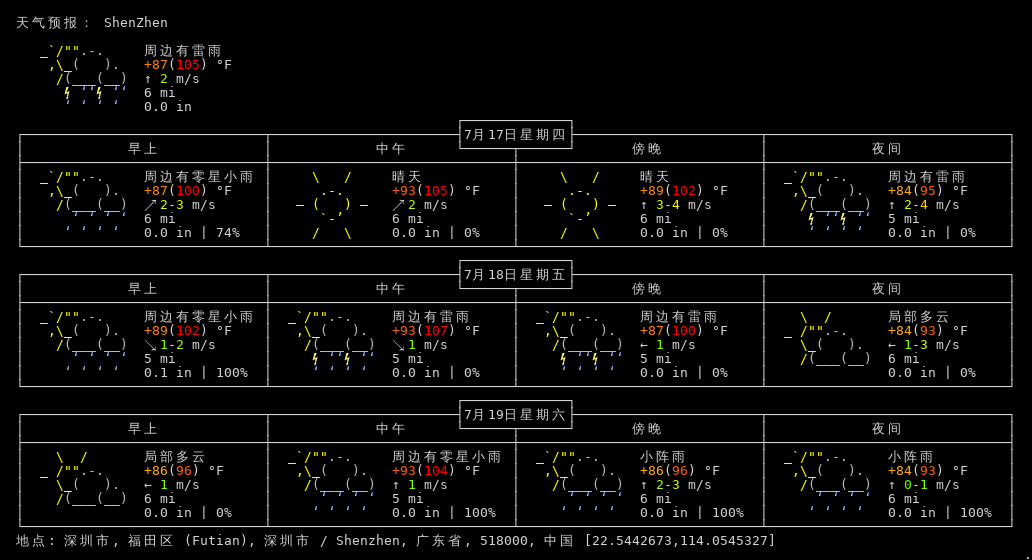 天气预报： ShenZhen
周边有雷雨
+87(105) °F
↑ 2 m/s
6 mi
0.0 in
7月17日星期四
早上 中午 傍晚 夜间
周边有零星小雨 晴天 晴天 周边有雷雨
+87(100) °F +93(105) °F +89(102) °F +84(95) °F
↗ 2-3 m/s ↗ 2 m/s ↑ 3-4 m/s ↑ 2-4 m/s
6 mi 6 mi 6 mi 5 mi
0.0 in | 74% 0.0 in | 0% 0.0 in | 0% 0.0 in | 0%
7月18日星期五
早上 中午 傍晚 夜间
周边有零星小雨 周边有雷雨 周边有雷雨 局部多云
+89(102) °F +93(107) °F +87(100) °F +84(93) °F
↘ 1-2 m/s ↘ 1 m/s ← 1 m/s ← 1-3 m/s
5 mi 5 mi 5 mi 6 mi
0.1 in | 100% 0.0 in | 0% 0.0 in | 0% 0.0 in | 0%
7月19日星期六
早上 中午 傍晚 夜间
局部多云 周边有零星小雨 小阵雨 小阵雨
+86(96) °F +93(104) °F +86(96) °F +84(93) °F
← 1 m/s ↑ 1 m/s ↑ 2-3 m/s ↑ 0-1 m/s
6 mi 5 mi 6 mi 6 mi
0.0 in | 0% 0.0 in | 100% 0.0 in | 100% 0.0 in | 100%
地点: 深圳市, 福田区 (Futian), 深圳市 / Shenzhen, 广东省, 518000, 中国 [22.5442673,114.0545327]